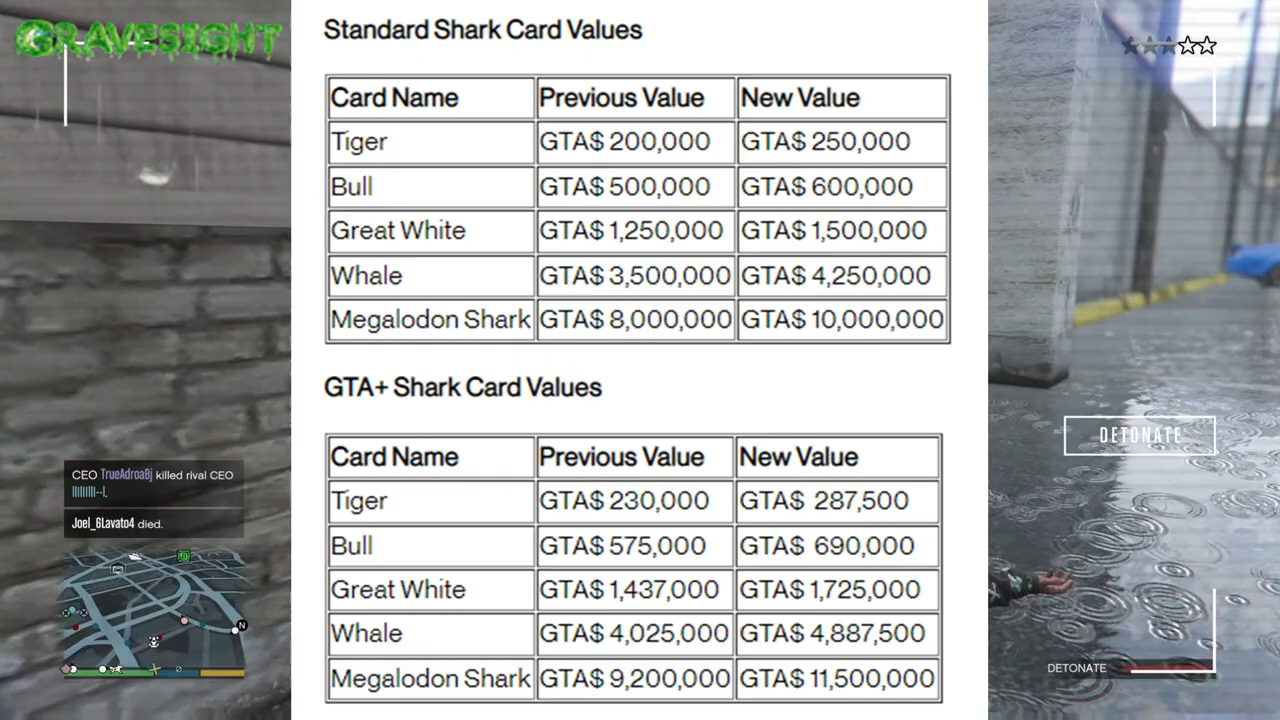 GRAVESIGHT
Standard Shark Card Values
Card Name Previous Value New Value
Tiger GTA$ 200,000 GTA$ 250,000
Bull GTA$ 500,000 GTA$ 600,000
Great White GTA$ 1,250,000 GTA$ 1,500,000
Whale GTA$ 3,500,000 GTA$ 4,250,000
Megalodon Shark GTA$ 8,000,000 GTA$ 10,000,000
GTA+ Shark Card Values
Card Name Previous Value New Value
Tiger GTA$ 230,000 GTA$ 287,500
Bull GTA$ 575,000 GTA$ 690,000
Great White GTA$ 1,437,000 GTA$ 1,725,000
Whale GTA$ 4,025,000 GTA$ 4,887,500
Megalodon Shark GTA$ 9,200,000 GTA$ 11,500,000
CEO TrueAdroaBj killed rival CEO
Joel_6Lavato4 died.
N
DETONATE
DETONATE